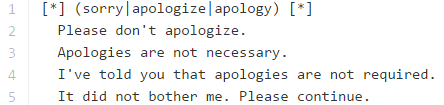 1 [*] (sorry|apologize|apology) [*]
2 Please don't apologize.
3 Apologies are not necessary.
4 I've told you that apologies are not required.
5 It did not bother me. Please continue.